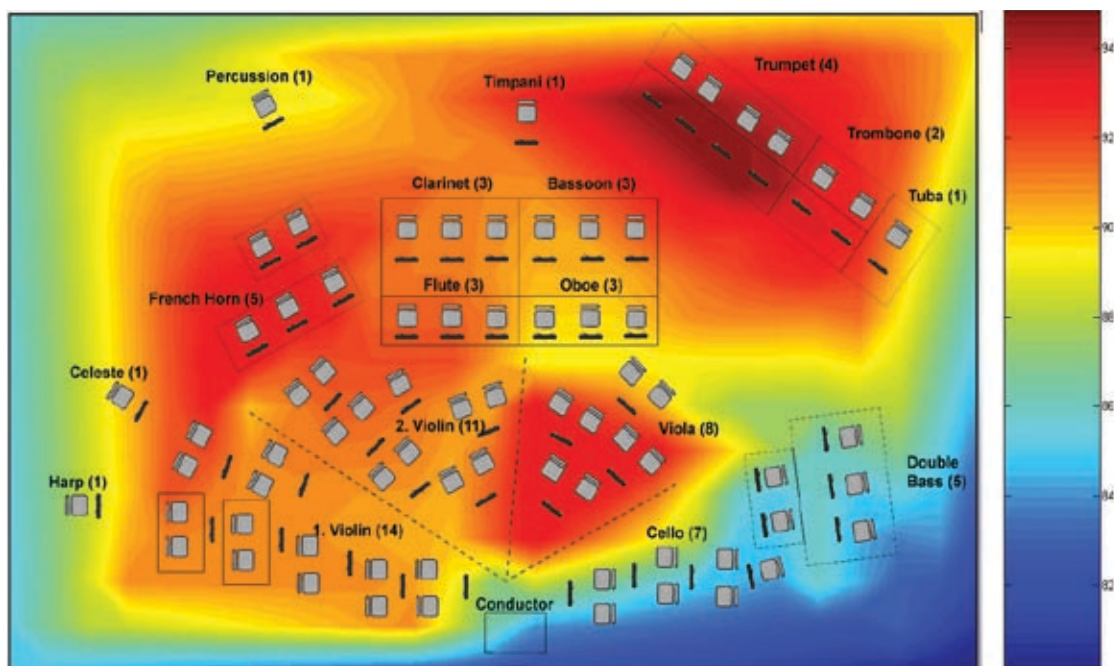 Percussion (1)
Timpani (1)
Trumpet (4)
Trombone (2)
Tuba (1)
Clarinet (3)
Bassoon (3)
Flute (3)
Oboe (3)
French Horn (5)
Celeste (1)
2. Violin (11)
Viola (8)
Harp (1)
1. Violin (14)
Cello (7)
Double
Bass (5)
Conductor
94
92
90
88
86
84
82